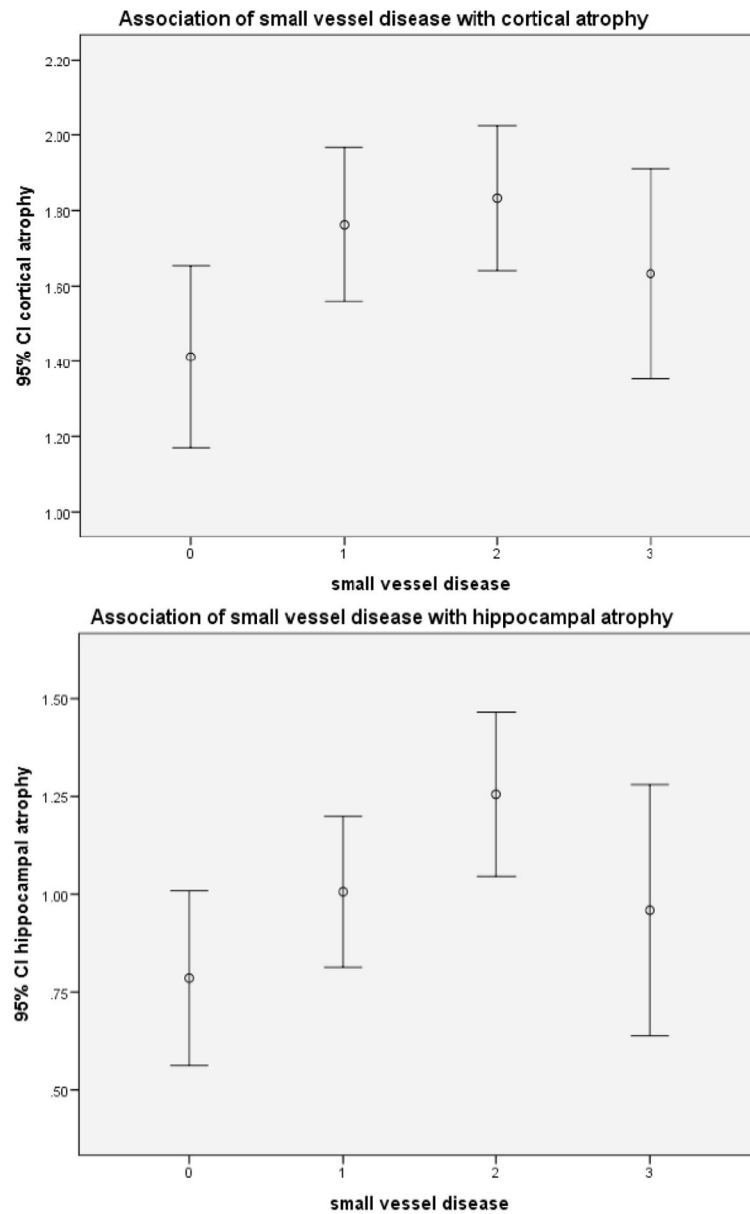 Association of small vessel disease with cortical atrophy
2.20
2.00
1.80
1.60
1.40
1.20
1.00
95% CI cortical atrophy
0 1 2 3
small vessel disease
Association of small vessel disease with hippocampal atrophy
1.50
1.25
1.00
.75
.50
95% CI hippocampal atrophy
0 1 2 3
small vessel disease